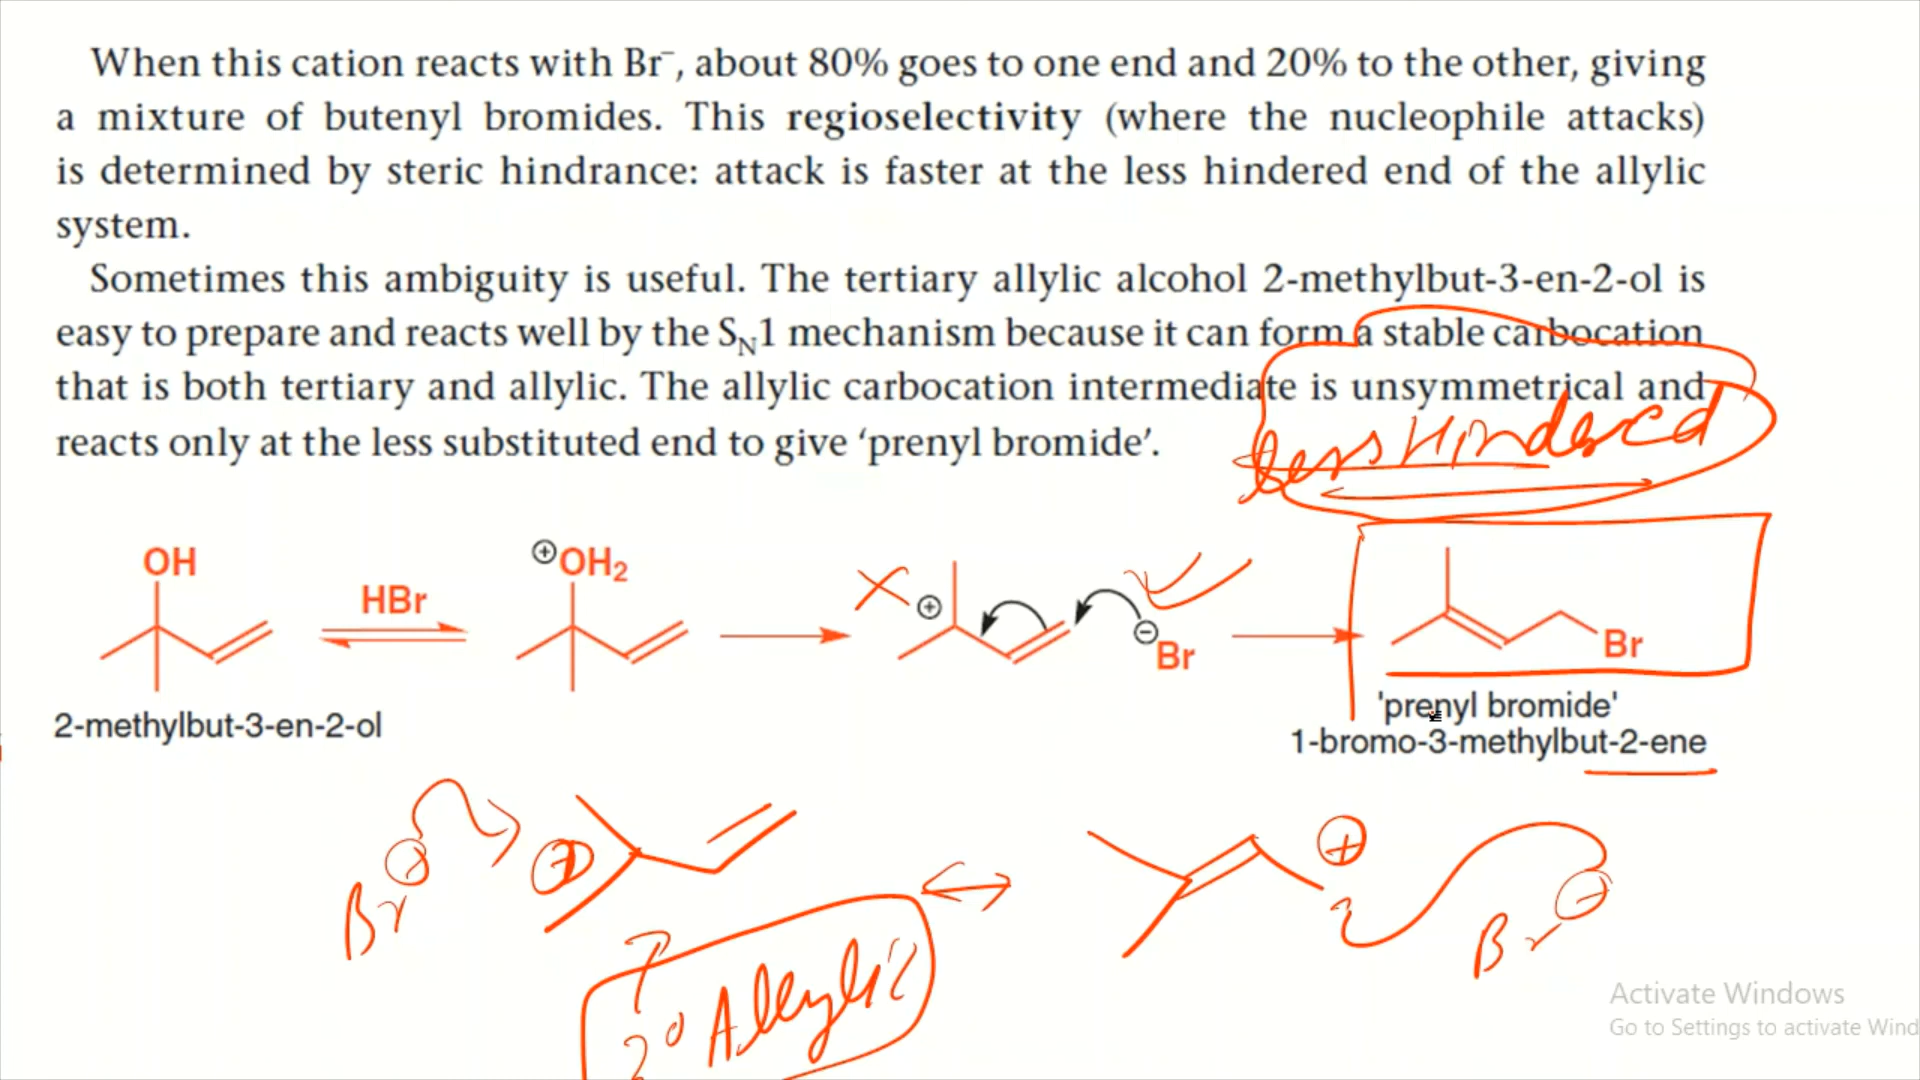 When this cation reacts with Br⁻, about 80% goes to one end and 20% to the other, giving
a mixture of butenyl bromides. This regioselectivity (where the nucleophile attacks)
is determined by steric hindrance: attack is faster at the less hindered end of the allylic
system.
Sometimes this ambiguity is useful. The tertiary allylic alcohol 2-methylbut-3-en-2-ol is
easy to prepare and reacts well by the SN1 mechanism because it can form a stable carbocation
that is both tertiary and allylic. The allylic carbocation intermediate is unsymmetrical and
reacts only at the less substituted end to give ‘prenyl bromide’.
less Hindered
OH
HBr
⊕OH₂
⊕
⊖
Br
Br
2-methylbut-3-en-2-ol
'prenyl bromide'
1-bromo-3-methylbut-2-ene
Br
⊕
⊕
Br⊖
Allylic
Activate Windows
Go to Settings to activate Wind